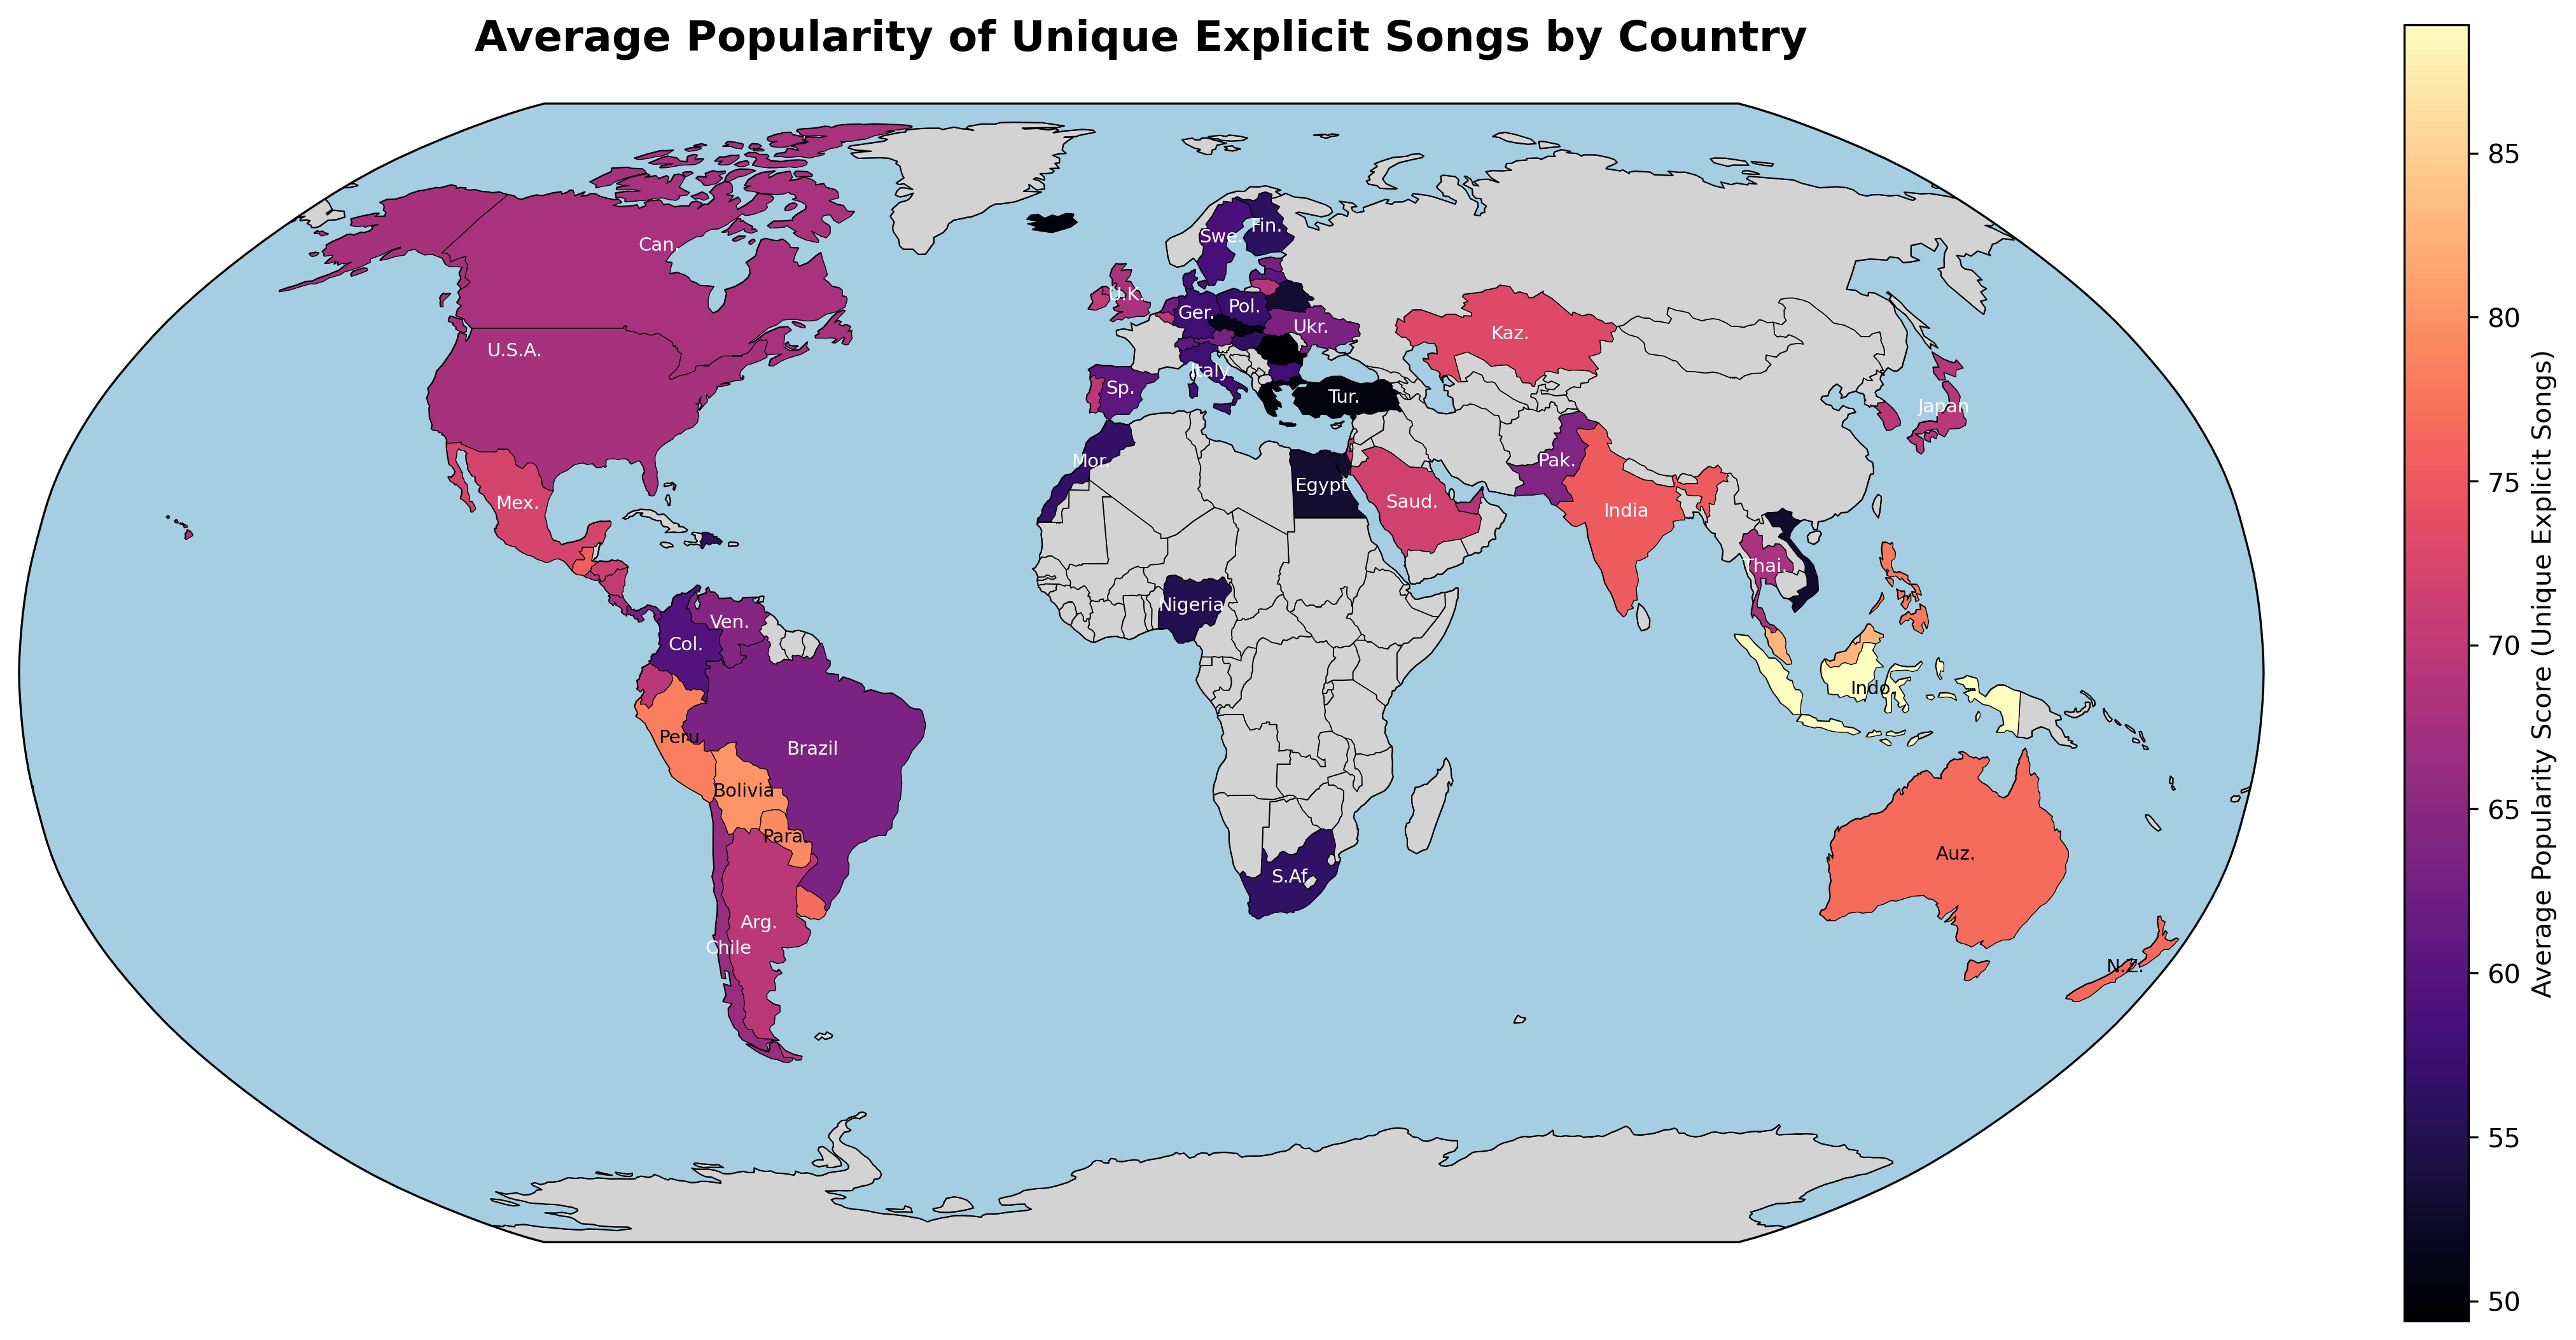 Average Popularity of Unique Explicit Songs by Country
Can.
U.S.A.
Mex.
Ven.
Col.
Peru
Brazil
Bolivia
Para.
Arg.
Chile
Swe.
Fin.
U.K.
Ger.
Pol.
Ukr.
Italy
Sp.
Tur.
Mor.
Egypt
Saud.
Nigeria
S.Af.
Kaz.
Pak.
India
Thai.
Japan
Indo.
Auz.
N.Z.
85
80
75
70
65
60
55
50
Average Popularity Score (Unique Explicit Songs)